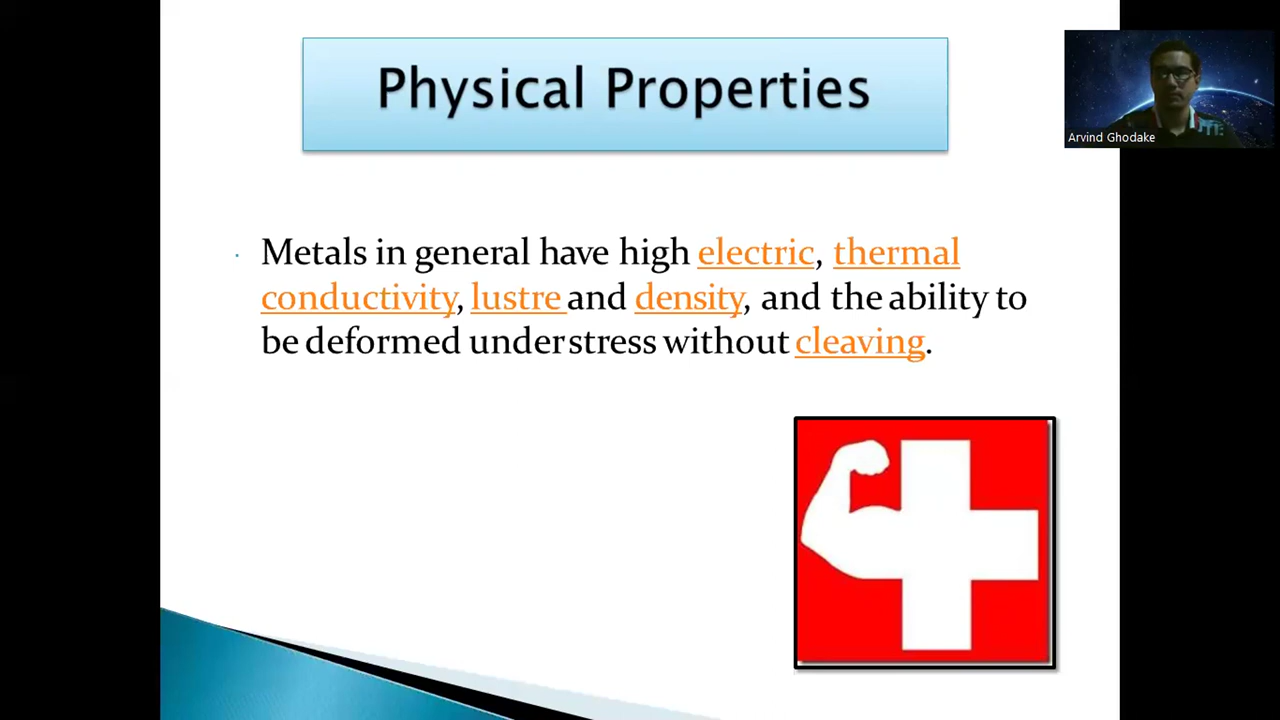 Physical Properties
Arvind Ghodake
Metals in general have high electric, thermal
conductivity, lustre and density, and the ability to
be deformed under stress without cleaving.